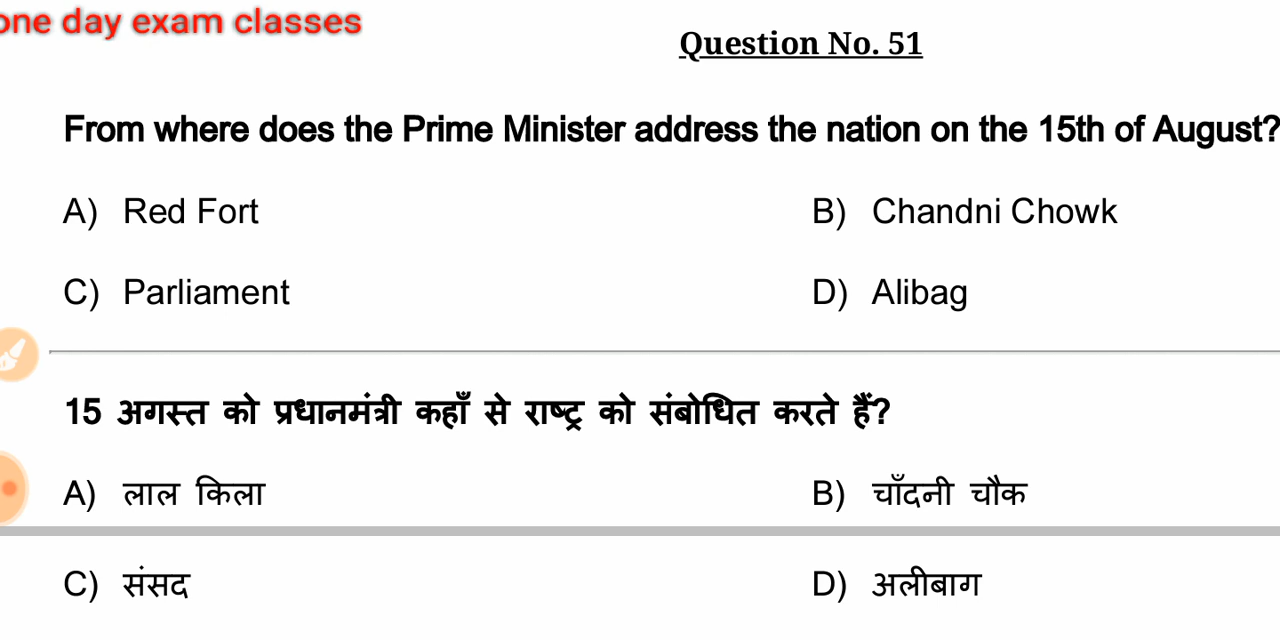 one day exam classes
Question No. 51
From where does the Prime Minister address the nation on the 15th of August?
A) Red Fort B) Chandni Chowk
C) Parliament D) Alibag
15 अगस्त को प्रधानमंत्री कहाँ से राष्ट्र को संबोधित करते हैं?
A) लाल किला B) चाँदनी चौक
C) संसद D) अलीबाग